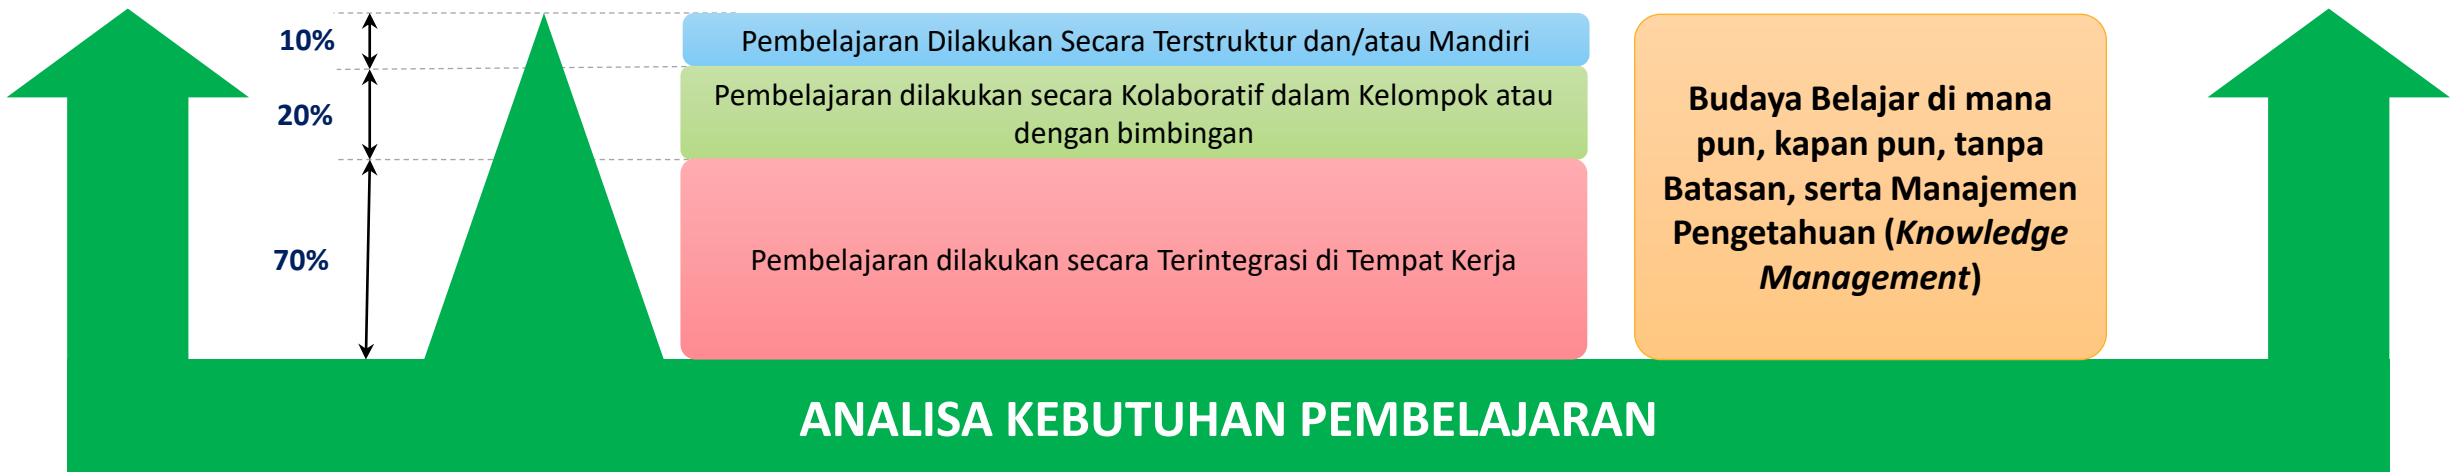 10%
Pembelajaran Dilakukan Secara Terstruktur dan/atau Mandiri
20%
Pembelajaran dilakukan secara Kolaboratif dalam Kelompok atau
dengan bimbingan
70%
Pembelajaran dilakukan secara Terintegrasi di Tempat Kerja
Budaya Belajar di mana
pun, kapan pun, tanpa
Batasan, serta Manajemen
Pengetahuan (Knowledge
Management)
ANALISA KEBUTUHAN PEMBELAJARAN